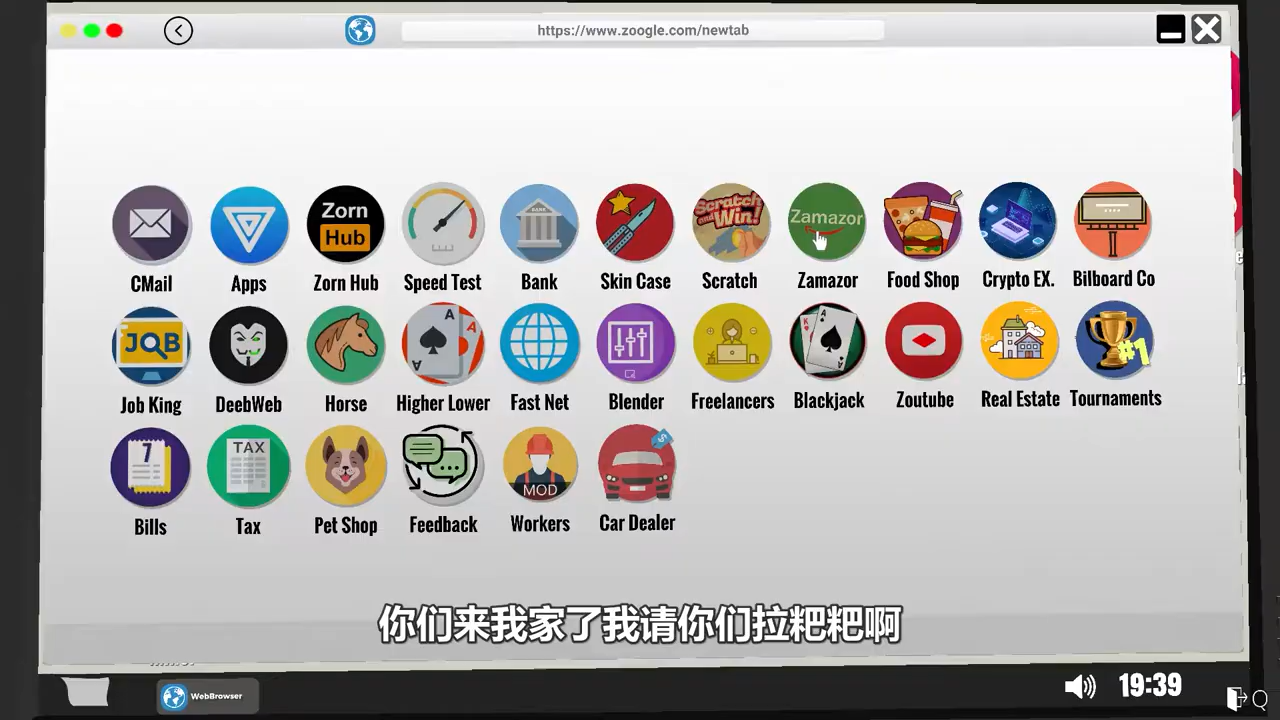 https://www.zoogle.com/newtab
Zorn
Hub
BANK
Scratch
and Win!
Zamazor
CMail
Apps
Zorn Hub
Speed Test
Bank
Skin Case
Scratch
Zamazor
Food Shop
Crypto EX.
Bilboard Co
JOB
A
A
K
A
#1
Job King
DeebWeb
Horse
Higher Lower
Fast Net
Blender
Freelancers
Blackjack
Zoutube
Real Estate
Tournaments
7
TAX
MOD
$
Bills
Tax
Pet Shop
Feedback
Workers
Car Dealer
你们来我家了我请你们拉粑粑啊
WebBrowser
19:39
Q